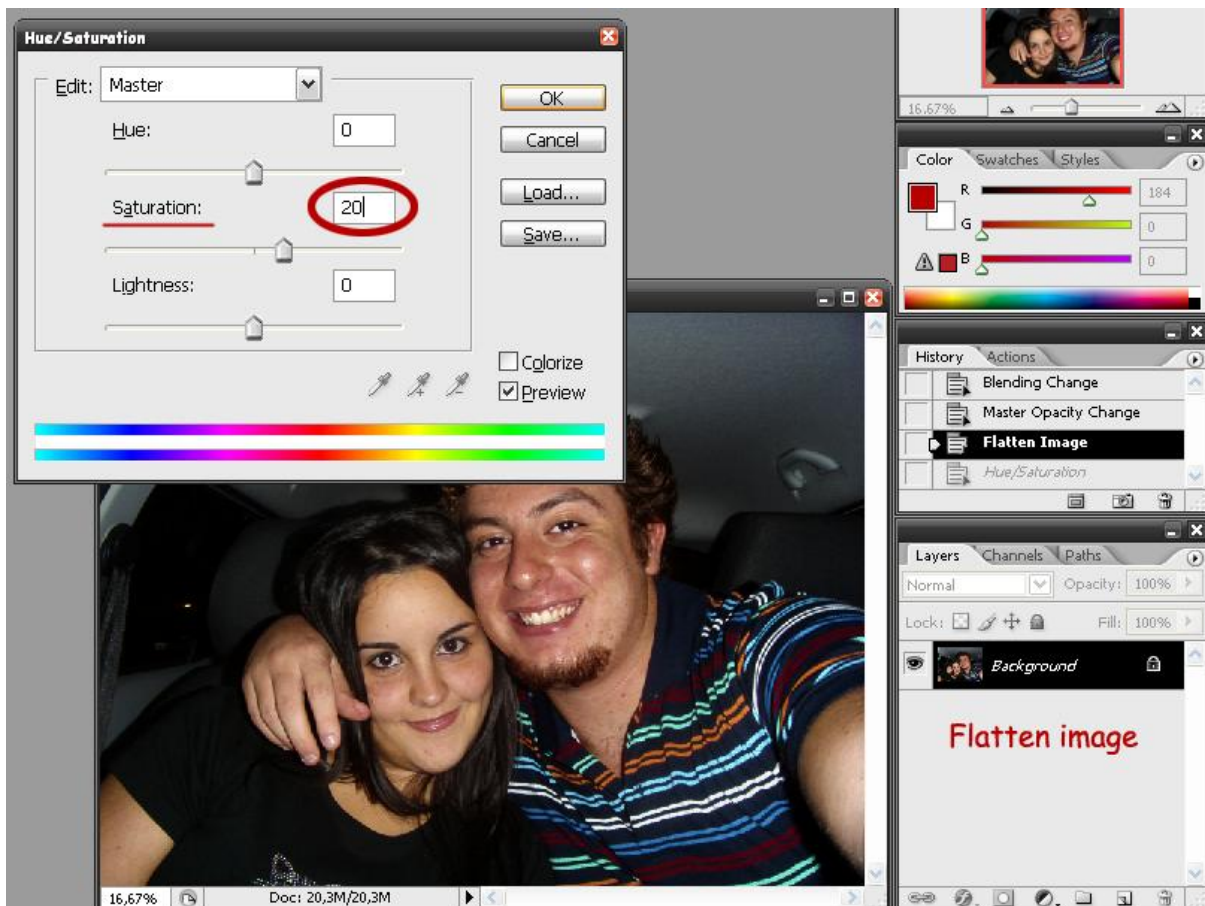 Hue/Saturation
Edit: Master
Hue: 0
Saturation: 20
Lightness: 0
OK
Cancel
Load...
Save...
Colorize
Preview
16,67%
Doc: 20,3M/20,3M
16,67%
Color Swatches Styles
R 184
G 0
B 0
History Actions
Blending Change
Master Opacity Change
Flatten Image
Hue/Saturation
Layers Channels Paths
Normal Opacity: 100%
Lock: Fill: 100%
Background
Flatten image